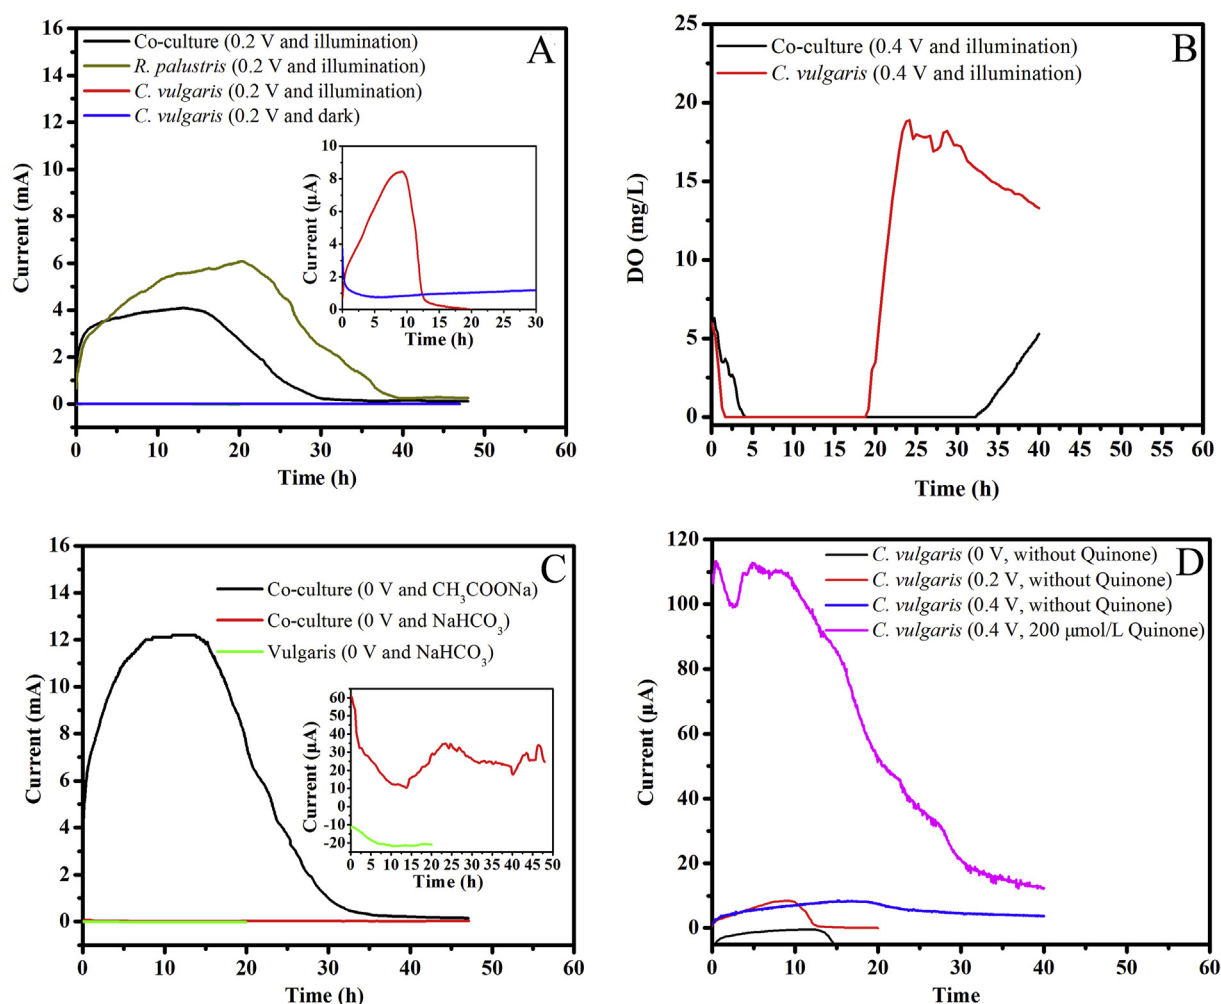 A
Co-culture (0.2 V and illumination)
R. palustris (0.2 V and illumination)
C. vulgaris (0.2 V and illumination)
C. vulgaris (0.2 V and dark)
Current (mA)
16
14
12
10
8
6
4
2
0
0 10 20 30 40 50 60
Time (h)
Current (µA)
10
8
6
4
2
0
0 5 10 15 20 25 30
Time (h)
B
Co-culture (0.4 V and illumination)
C. vulgaris (0.4 V and illumination)
DO (mg/L)
25
20
15
10
5
0
0 5 10 15 20 25 30 35 40 45 50 55 60
Time (h)
C
Co-culture (0 V and CH₃COONa)
Co-culture (0 V and NaHCO₃)
Vulgaris (0 V and NaHCO₃)
Current (mA)
16
14
12
10
8
6
4
2
0
0 10 20 30 40 50 60
Time (h)
Current (µA)
60
50
40
30
20
10
0
-10
-20
0 5 10 15 20 25 30 35 40 45 50
Time (h)
D
C. vulgaris (0 V, without Quinone)
C. vulgaris (0.2 V, without Quinone)
C. vulgaris (0.4 V, without Quinone)
C. vulgaris (0.4 V, 200 µmol/L Quinone)
Current (µA)
120
100
80
60
40
20
0
0 10 20 30 40 50 60
Time